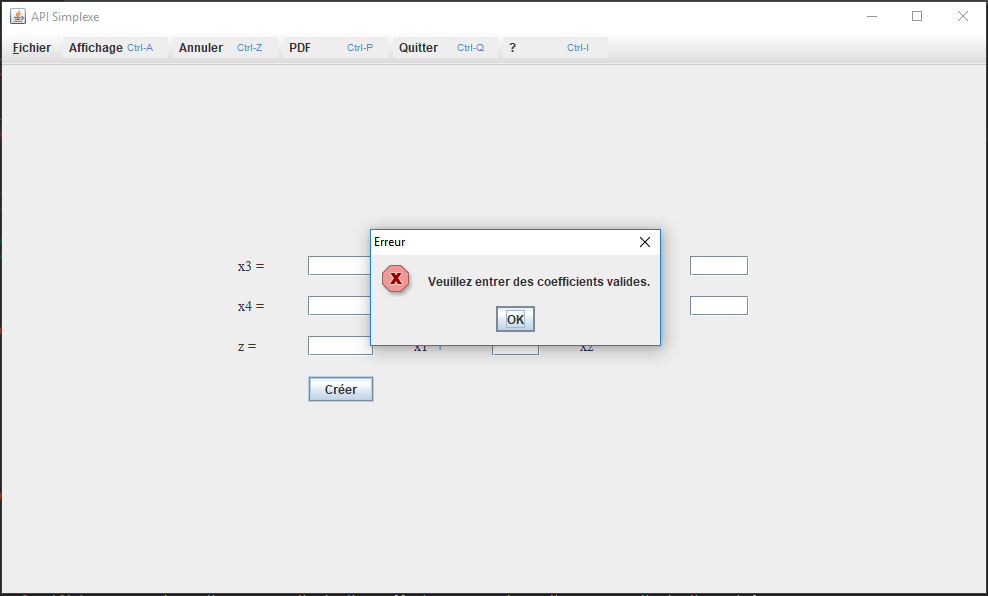 API Simplexe
Fichier Affichage Ctrl-A Annuler Ctrl-Z PDF Ctrl-P Quitter Ctrl-Q ? Ctrl-I
Erreur
x3 =
Veuillez entrer des coefficients valides.
x4 =
OK
z = x1 + x2
Créer